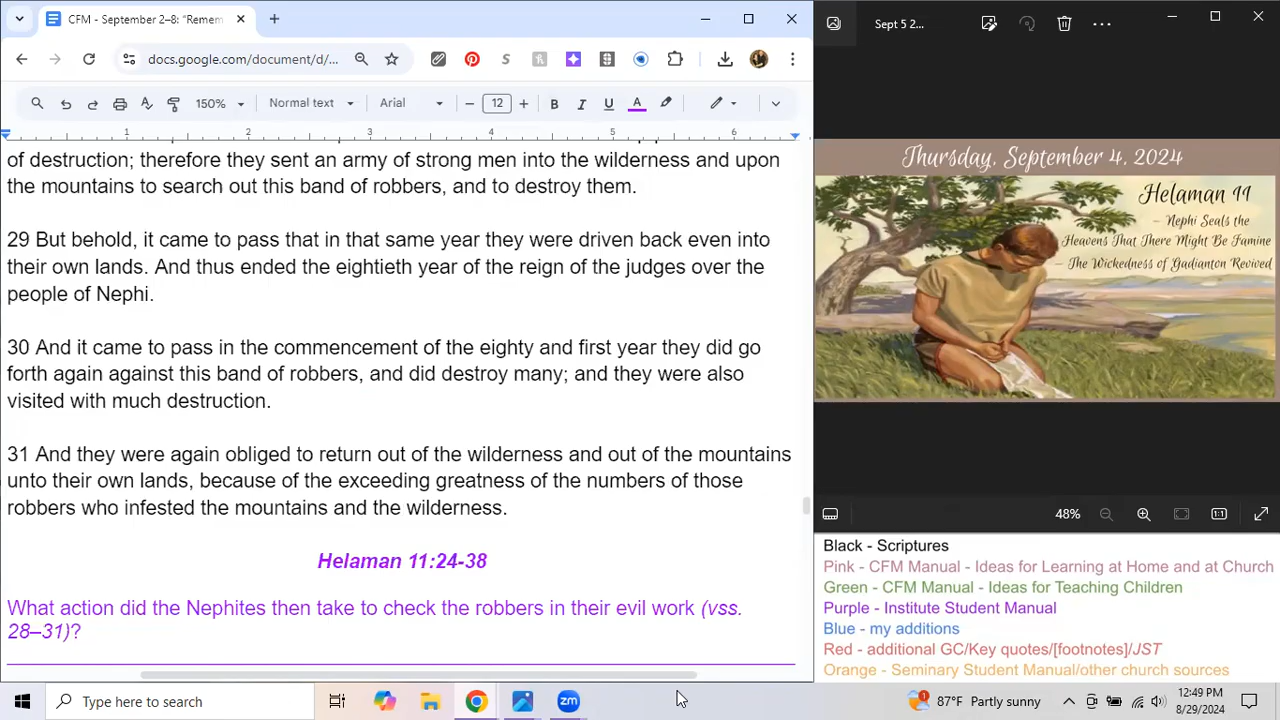 CFM - September 2–8: “Remem
docs.google.com/document/d/...
150%
Normal text
Arial
12
1 2 3 4 5 6
of destruction; therefore they sent an army of strong men into the wilderness and upon
the mountains to search out this band of robbers, and to destroy them.
29 But behold, it came to pass that in that same year they were driven back even into
their own lands. And thus ended the eightieth year of the reign of the judges over the
people of Nephi.
30 And it came to pass in the commencement of the eighty and first year they did go
forth again against this band of robbers, and did destroy many; and they were also
visited with much destruction.
31 And they were again obliged to return out of the wilderness and out of the mountains
unto their own lands, because of the exceeding greatness of the numbers of those
robbers who infested the mountains and the wilderness.
Helaman 11:24-38
What action did the Nephites then take to check the robbers in their evil work (vss.
28–31)?
Sept 5 2...
Thursday, September 4, 2024
Helaman 11
~ Nephi Seals the
Heavens That There Might Be Famine
~ The Wickedness of Gadianton Revived
48%
Black - Scriptures
Pink - CFM Manual - Ideas for Learning at Home and at Church
Green - CFM Manual - Ideas for Teaching Children
Purple - Institute Student Manual
Blue - my additions
Red - additional GC/Key quotes/[footnotes]/JST
Orange - Seminary Student Manual/other church sources
Type here to search
zm
1
87°F Partly sunny
12:49 PM
8/29/2024